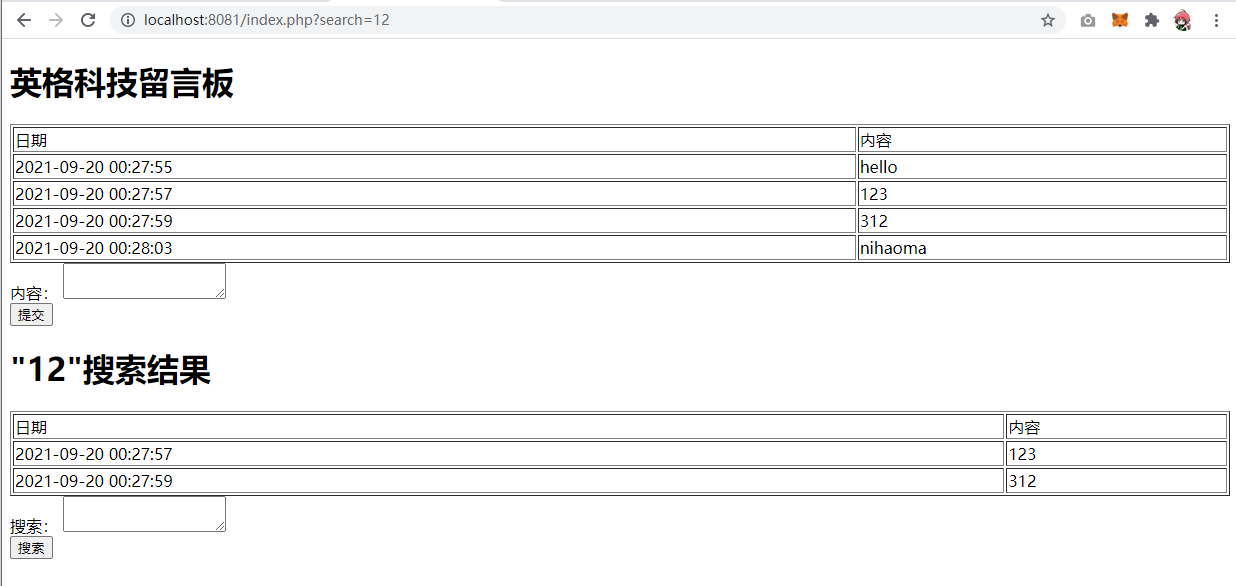 localhost:8081/index.php?search=12
英格科技留言板
日期 内容
2021-09-20 00:27:55 hello
2021-09-20 00:27:57 123
2021-09-20 00:27:59 312
2021-09-20 00:28:03 nihaoma
内容：
提交
"12"搜索结果
日期 内容
2021-09-20 00:27:57 123
2021-09-20 00:27:59 312
搜索：
搜索